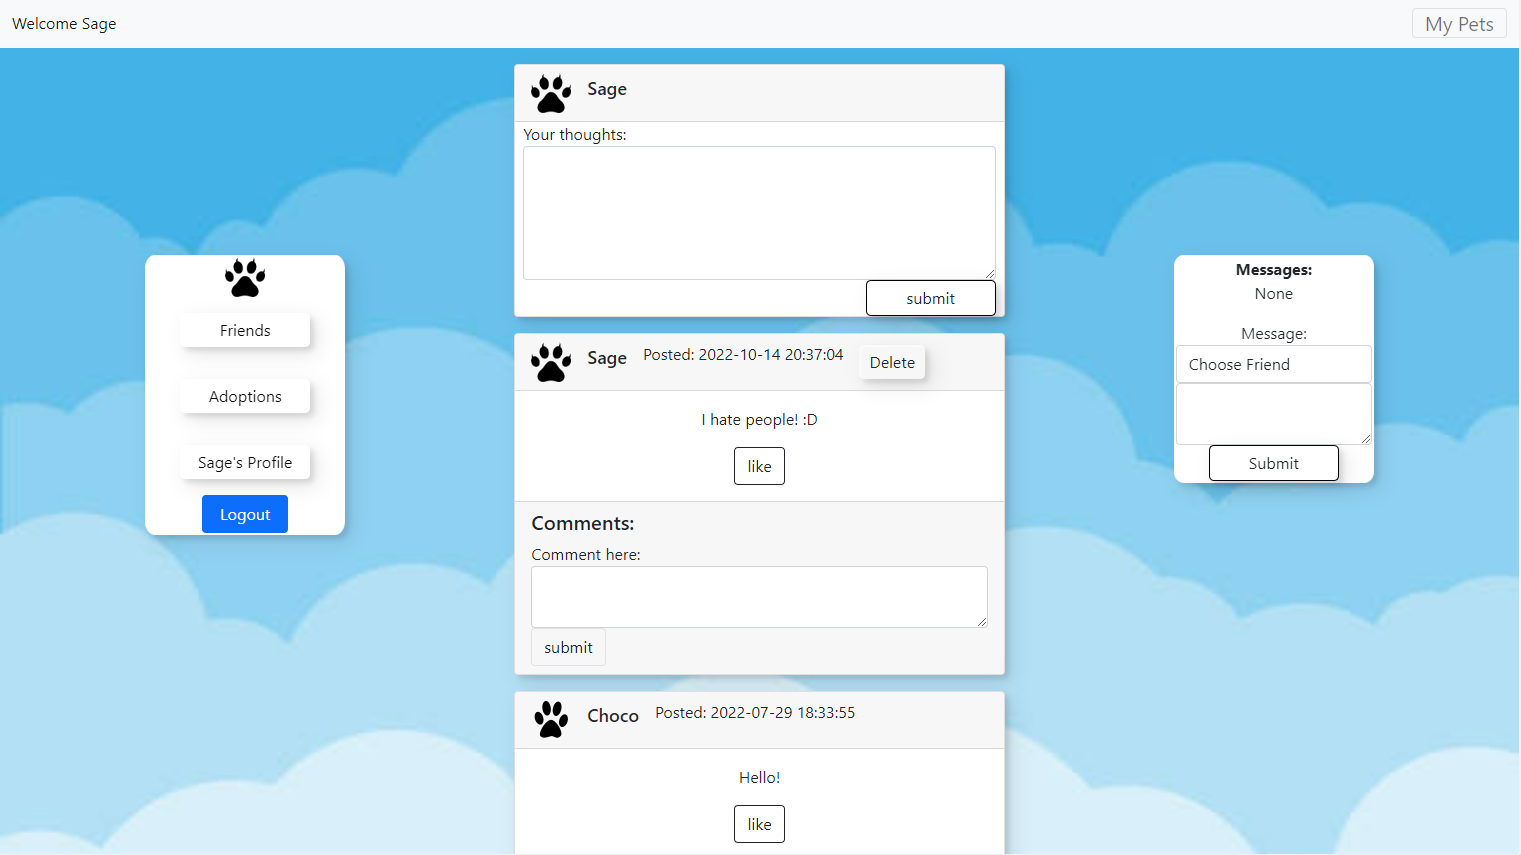 Welcome Sage
My Pets
Sage
Your thoughts:
submit
Friends
Adoptions
Sage's Profile
Logout
Sage Posted: 2022-10-14 20:37:04 Delete
I hate people! :D
like
Comments:
Comment here:
submit
Choco Posted: 2022-07-29 18:33:55
Hello!
like
Messages:
None
Message:
Choose Friend
Submit